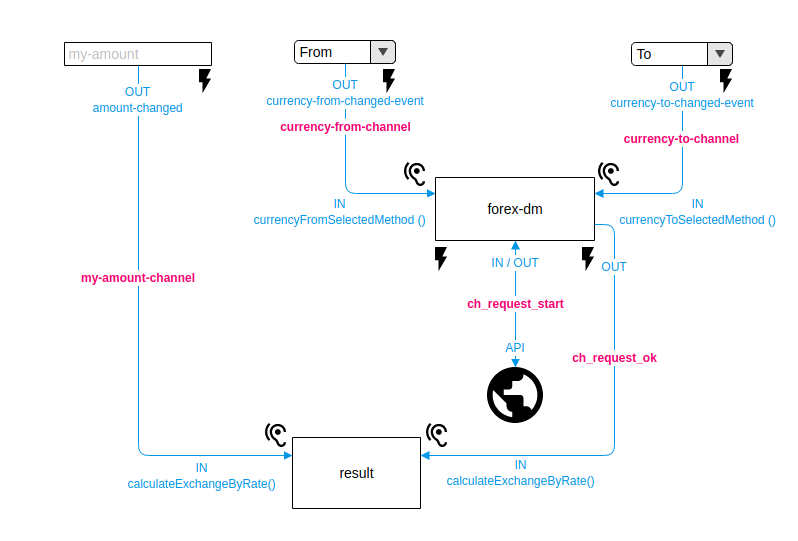 my-amount
From
To
OUT
amount-changed
OUT
currency-from-changed-event
currency-from-channel
OUT
currency-to-changed-event
currency-to-channel
IN
currencyFromSelectedMethod ()
forex-dm
IN
currencyToSelectedMethod ()
IN / OUT
OUT
my-amount-channel
ch_request_start
API
ch_request_ok
result
IN
calculateExchangeByRate()
IN
calculateExchangeByRate()